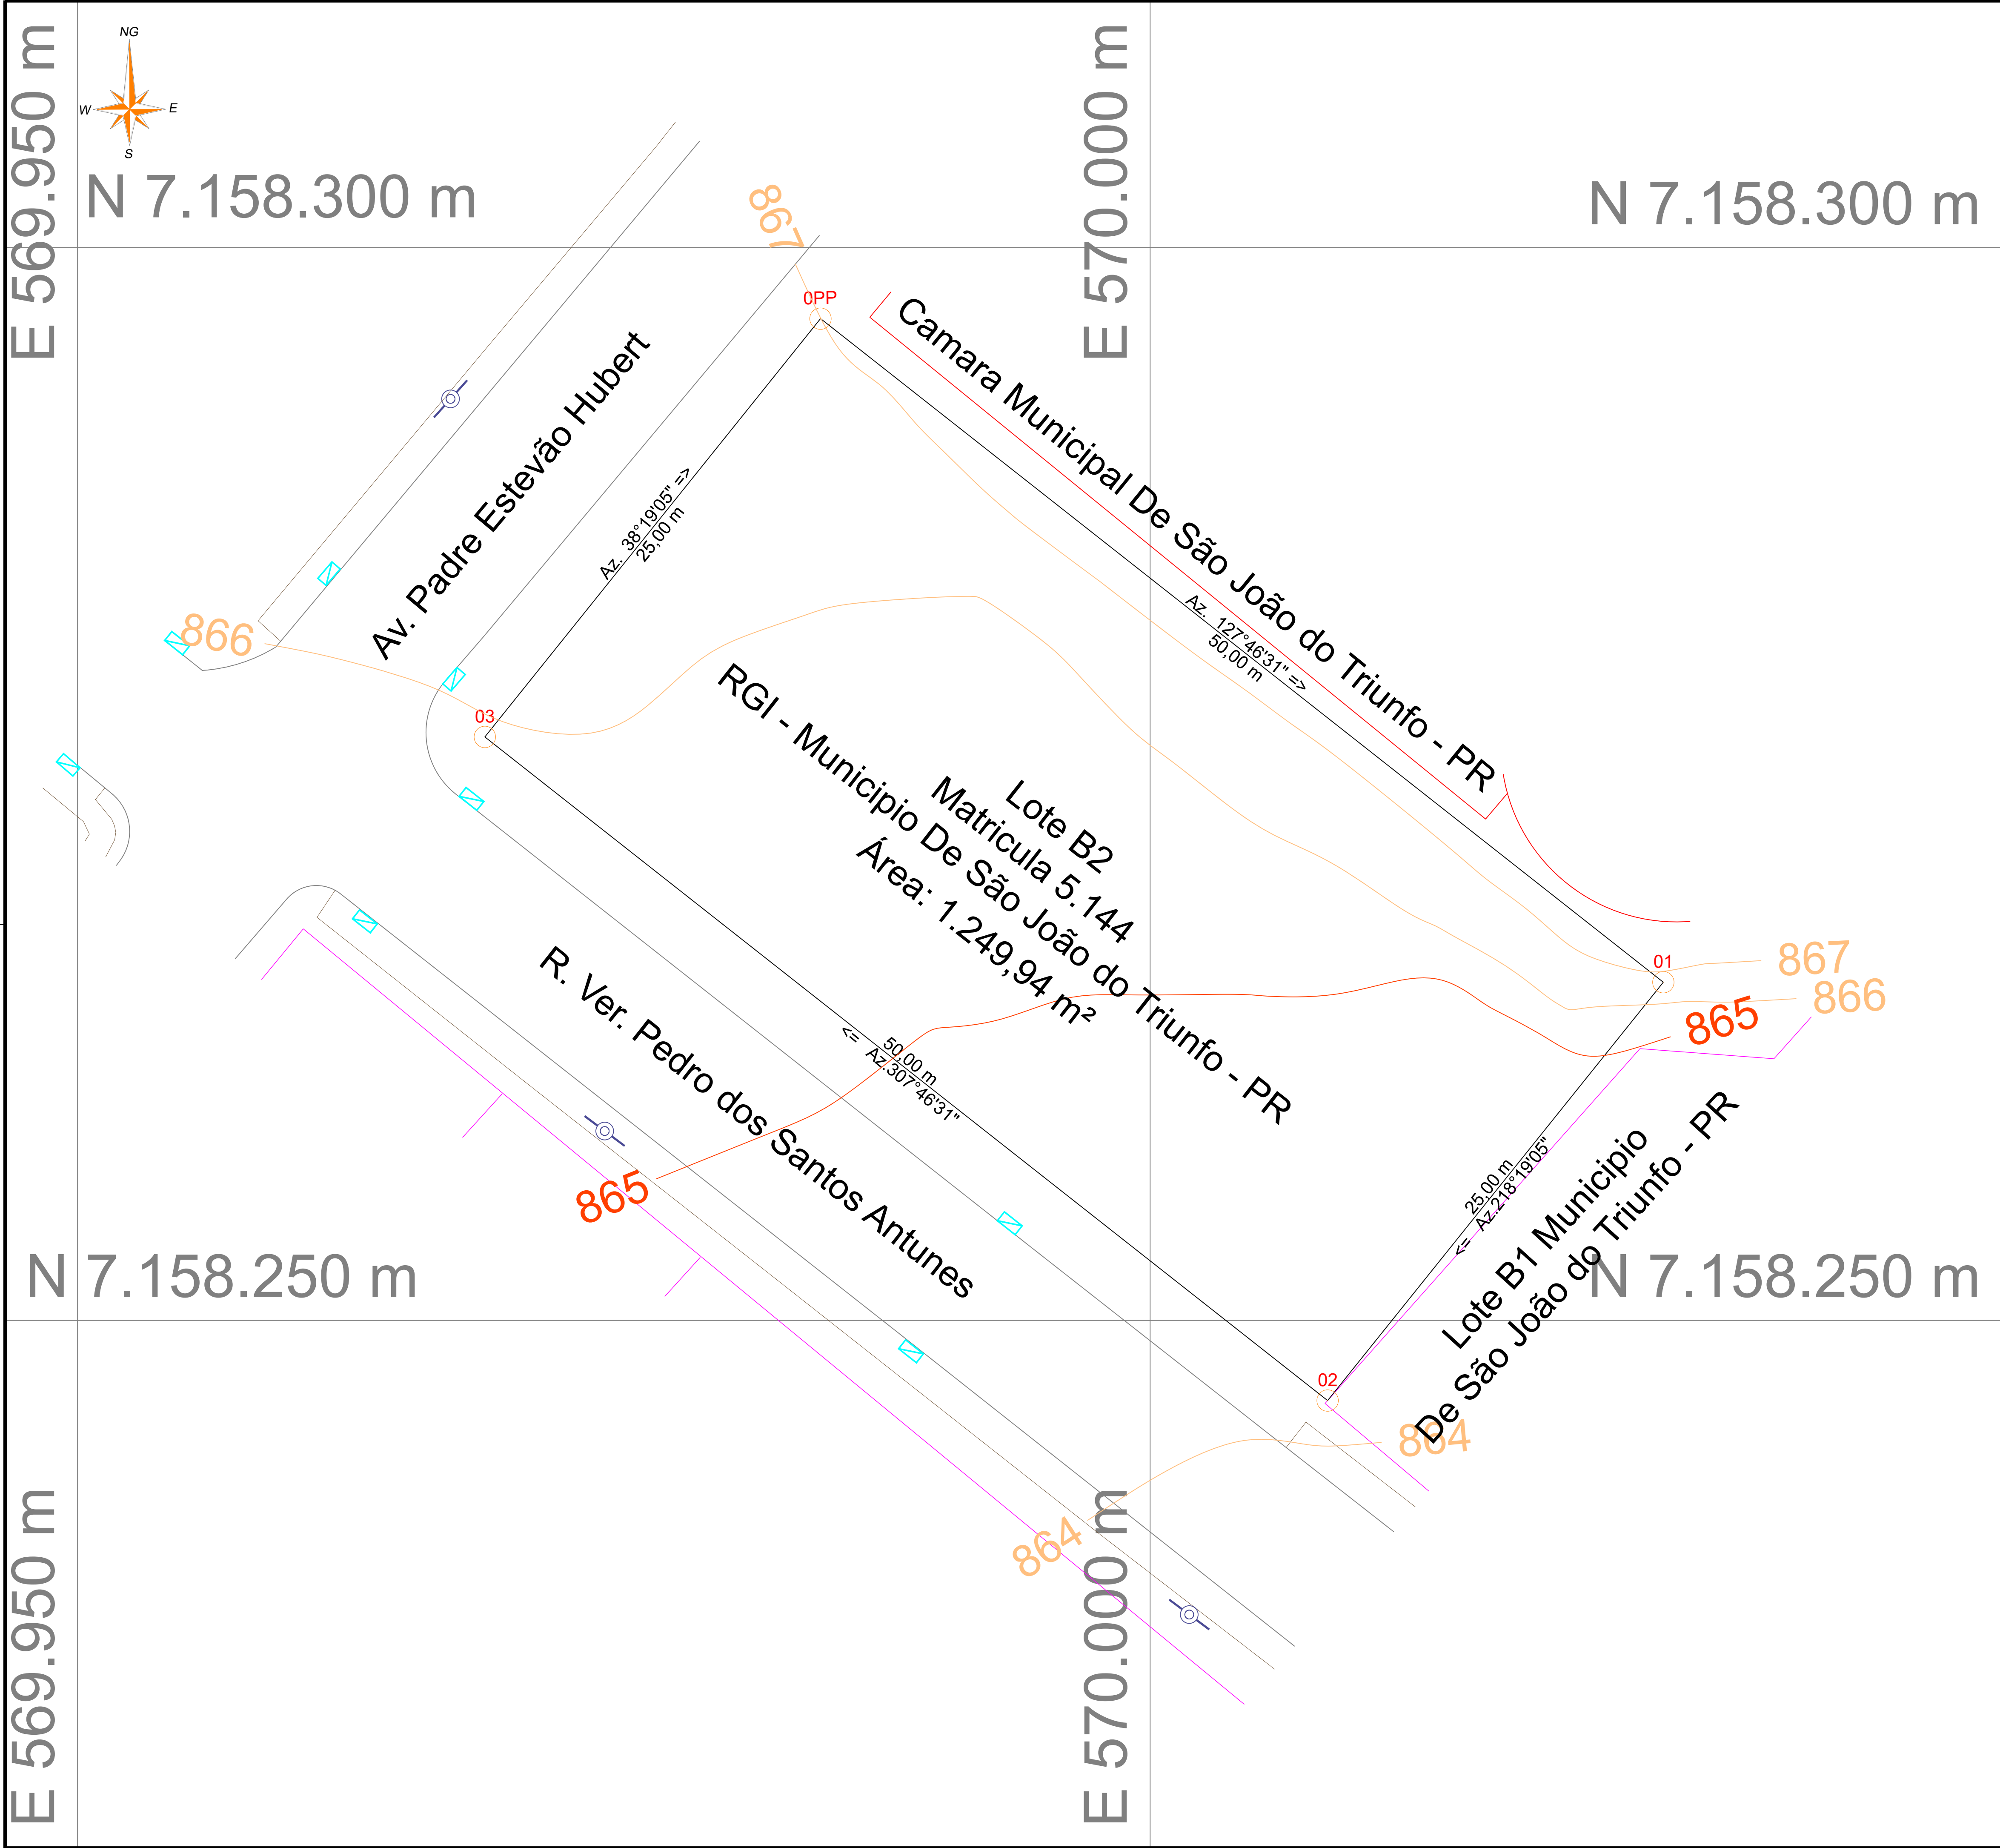 E 569.950 m
NG
W
E
S
N 7.158.300 m
E 570.000 m
N 7.158.300 m
867
0PP
Camara Municipal De São João do Triunfo - PR
Av. Padre Estevão Hubert
Az. 38°19'05" =>
25,00 m
866
03
Az. 127°46'31" =>
50,00 m
Lote B2
Matricula 5.144
RGI - Municipio De São João do Triunfo - PR
Área: 1.249,94 m²
01
867
866
865
R. Ver. Pedro dos Santos Antunes
50,00 m
<= Az.307°46'31"
25,00 m
<= Az.218°19'05"
Lote B1 Municipio
De São João do Triunfo - PR
865
N 7.158.250 m
N 7.158.250 m
02
864
864
E 569.950 m
E 570.000 m